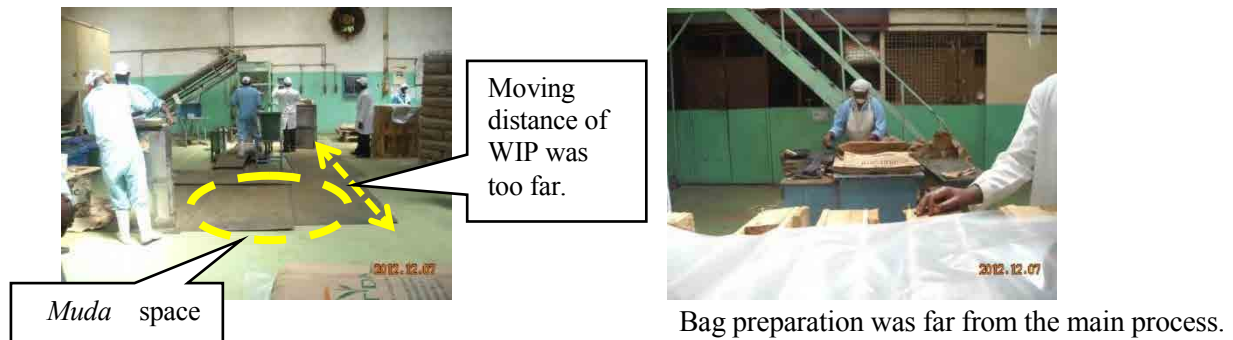 Moving
distance of
WIP was
too far.
2012.12.07
Muda space
2012.12.07
Bag preparation was far from the main process.